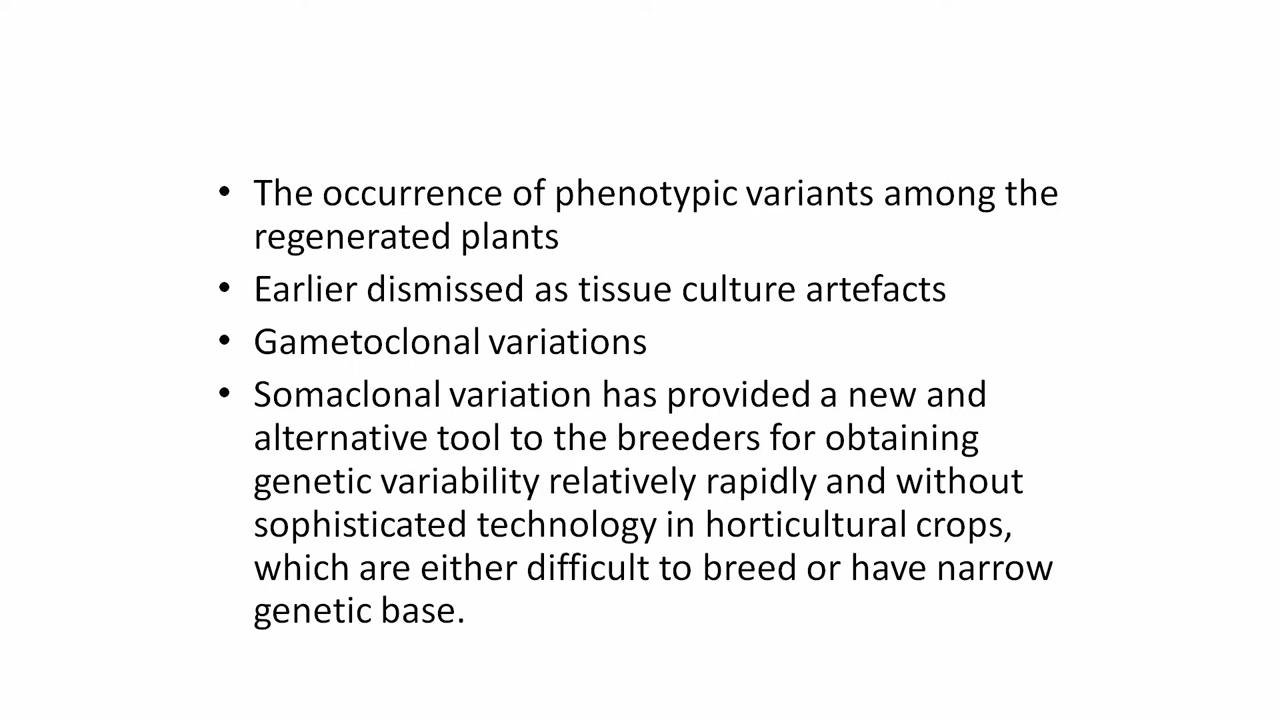 • The occurrence of phenotypic variants among the
regenerated plants
• Earlier dismissed as tissue culture artefacts
• Gametoclonal variations
• Somaclonal variation has provided a new and
alternative tool to the breeders for obtaining
genetic variability relatively rapidly and without
sophisticated technology in horticultural crops,
which are either difficult to breed or have narrow
genetic base.